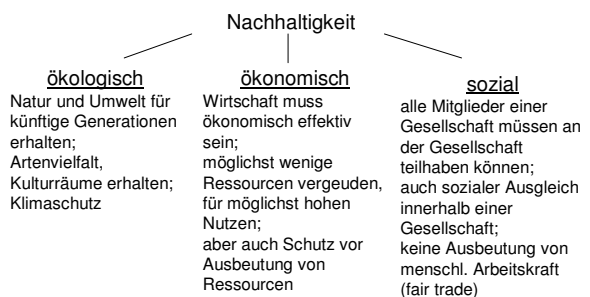 Nachhaltigkeit
ökologisch
Natur und Umwelt für
künftige Generationen
erhalten;
Artenvielfalt,
Kulturräume erhalten;
Klimaschutz
ökonomisch
Wirtschaft muss
ökonomisch effektiv
sein;
möglichst wenige
Ressourcen vergeuden,
für möglichst hohen
Nutzen;
aber auch Schutz vor
Ausbeutung von
Ressourcen
sozial
alle Mitglieder einer
Gesellschaft müssen an
der Gesellschaft
teilhaben können;
auch sozialer Ausgleich
innerhalb einer
Gesellschaft;
keine Ausbeutung von
menschl. Arbeitskraft
(fair trade)